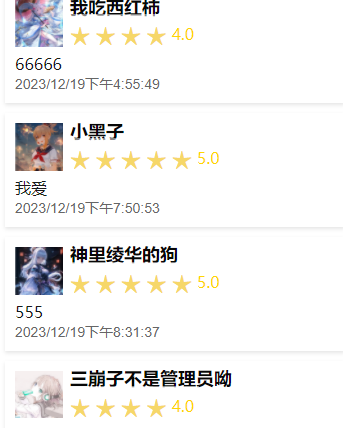 我吃西红柿
4.0
66666
2023/12/19下午4:55:49
小黑子
5.0
我爱
2023/12/19下午7:50:53
神里绫华的狗
5.0
555
2023/12/19下午8:31:37
三崩子不是管理员呦
4.0